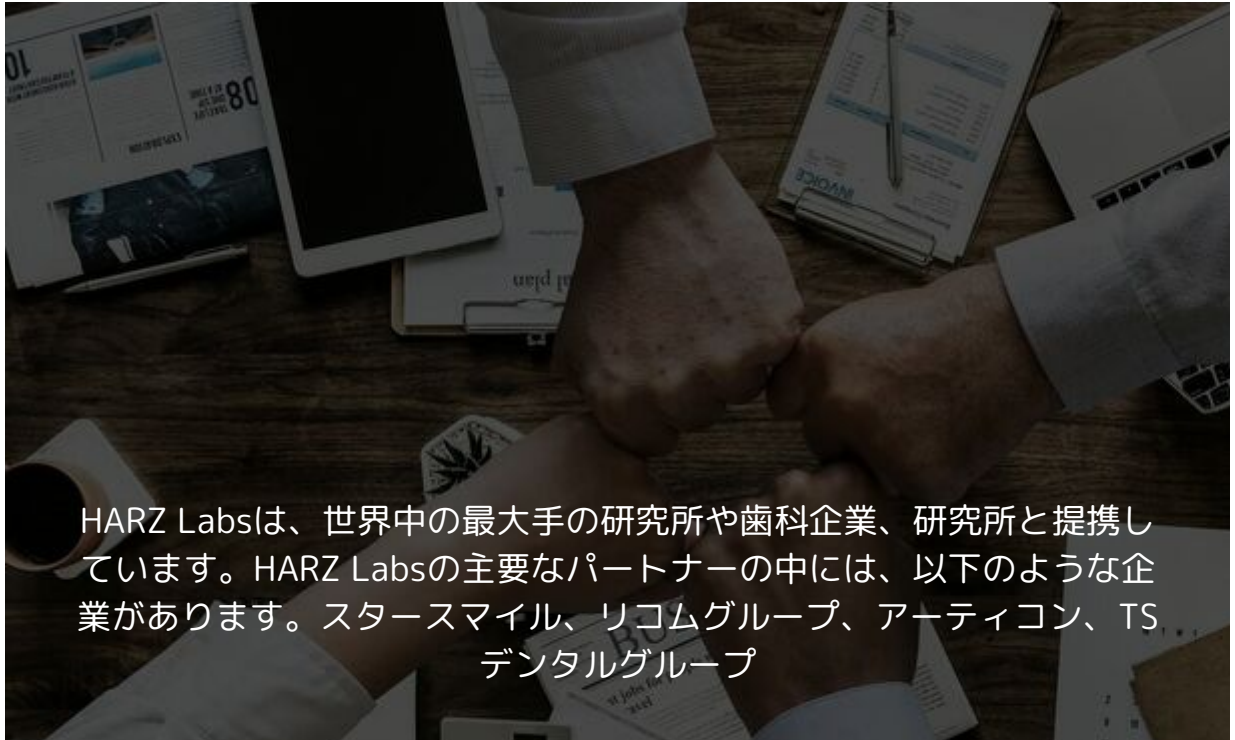 10
08
EXPLORATION
INVOICE
HARZ Labsは、世界中の最大手の研究所や歯科企業、研究所と提携し
ています。HARZ Labsの主要なパートナーの中には、以下のような企
業があります。スタースマイル、リコムグループ、アーティコン、TS
デンタルグループ